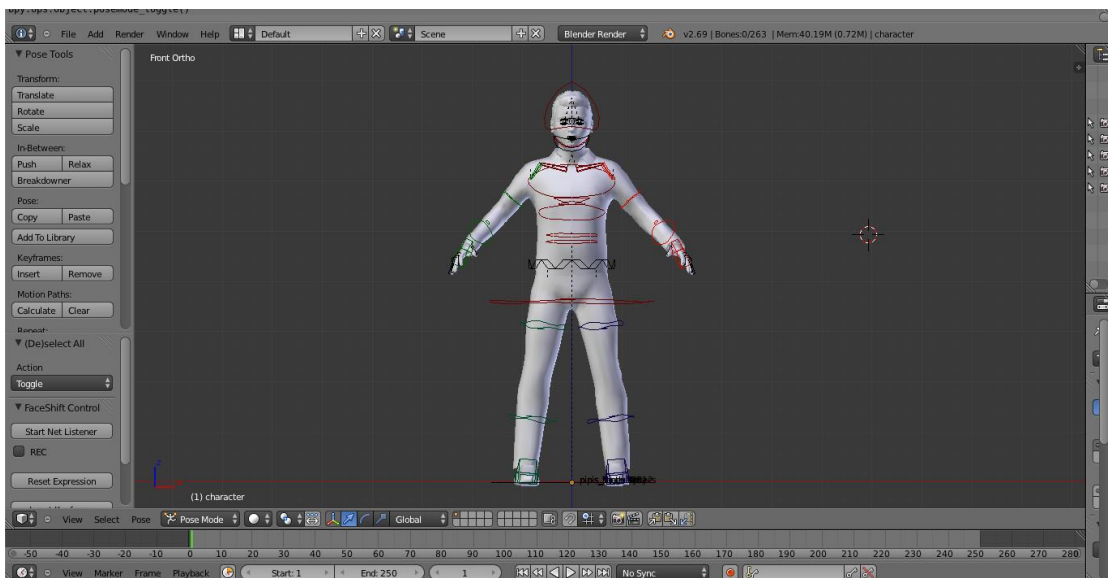 bpy.ops.object.posemode_toggle()
File Add Render Window Help Default Scene Blender Render v2.69 | Bones:0/263 | Mem:40.19M (0.72M) | character
Pose Tools
Front Ortho
Transform:
Translate
Rotate
Scale
In-Between:
Push Relax
Breakdowner
Pose:
Copy Paste
Add To Library
Keyframes:
Insert Remove
Motion Paths:
Calculate Clear
Repeat:
(De)select All
Action
Toggle
FaceShift Control
Start Net Listener
REC
Reset Expression
(1) character
View Select Pose Pose Mode Global
-50 -40 -30 -20 -10 0 10 20 30 40 50 60 70 80 90 100 110 120 130 140 150 160 170 180 190 200 210 220 230 240 250 260 270 280
View Marker Frame Playback Start: 1 End: 250 1 No Sync